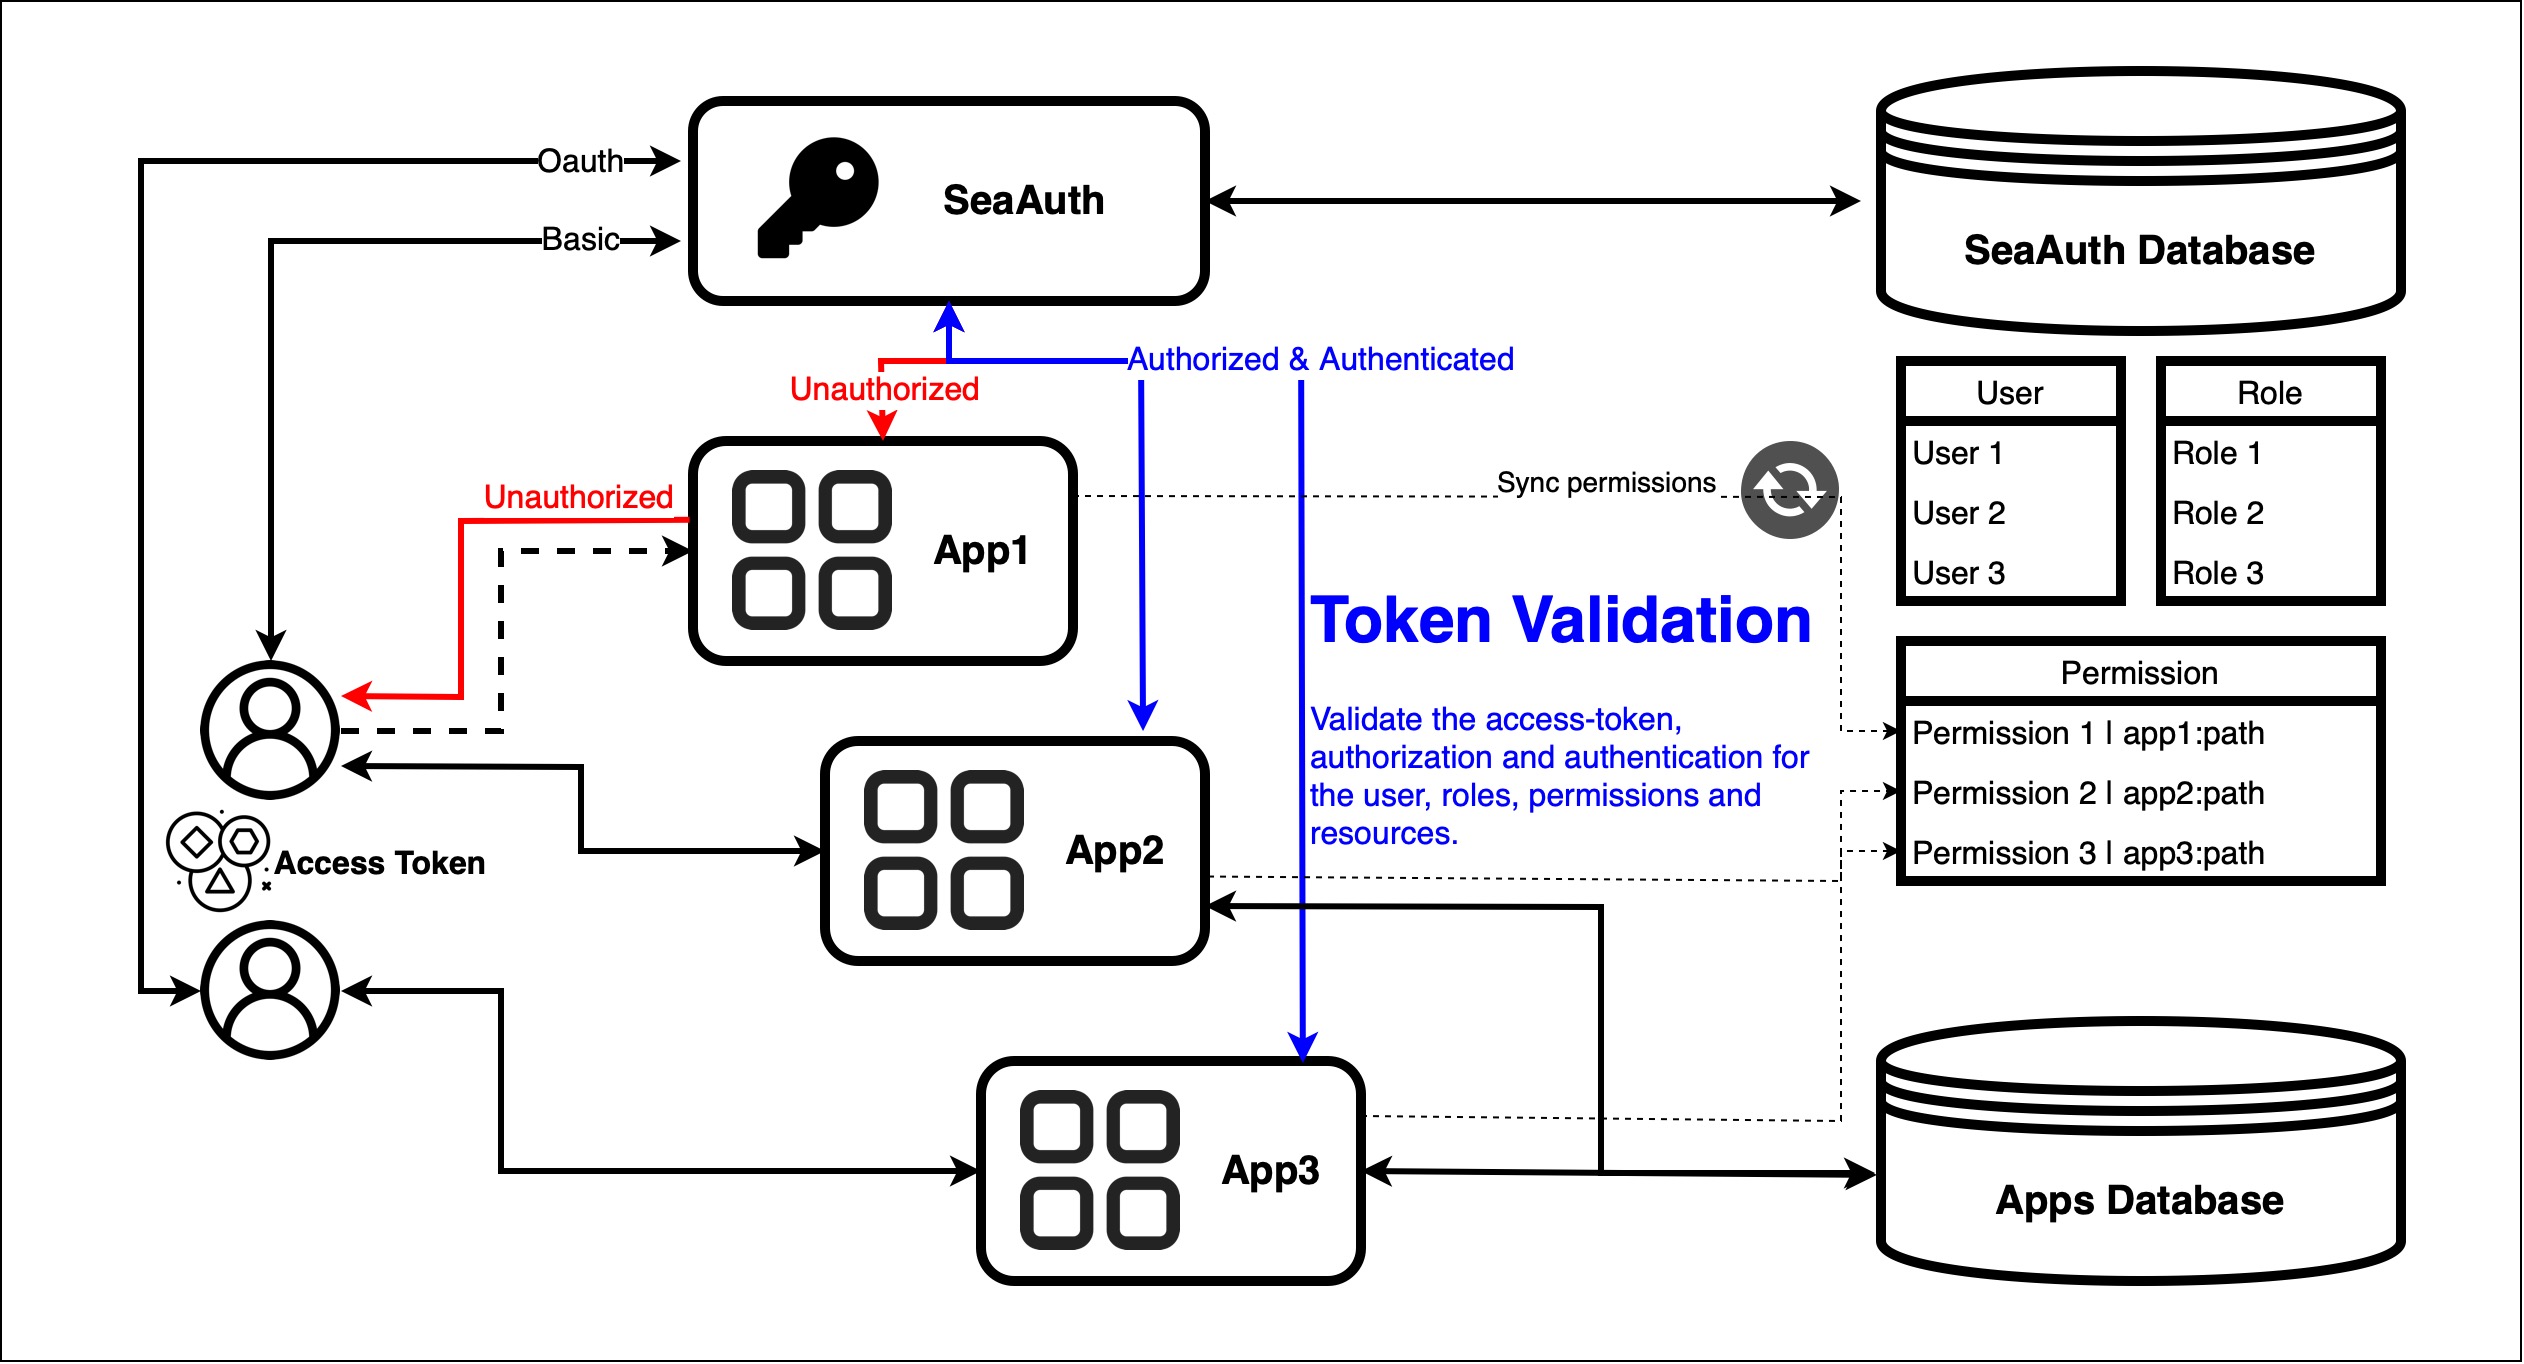 Oauth
Basic
SeaAuth
SeaAuth Database
Authorized & Authenticated
Unauthorized
User
User 1
User 2
User 3
Role
Role 1
Role 2
Role 3
Unauthorized
App1
Sync permissions
Token Validation
Validate the access-token,
authorization and authentication for
the user, roles, permissions and
resources.
Permission
Permission 1 | app1:path
Permission 2 | app2:path
Permission 3 | app3:path
Access Token
App2
App3
Apps Database